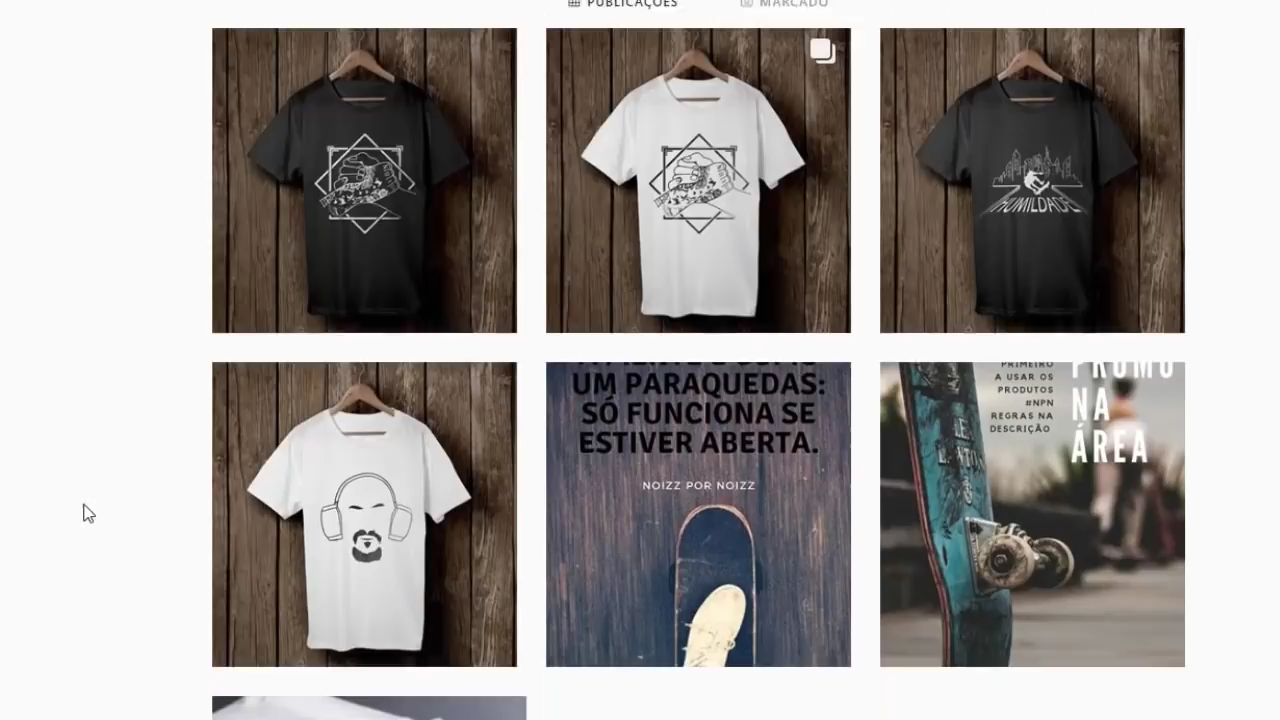 PUBLICAÇÕES
MARCADO
HUMILDADE
UM PARAQUEDAS:
SÓ FUNCIONA SE
ESTIVER ABERTA.
NOIZZ POR NOIZZ
PRIMEIRO
A USAR OS
PRODUTOS
#NPN
REGRAS NA
DESCRIÇÃO
PROMO
NA
ÁREA